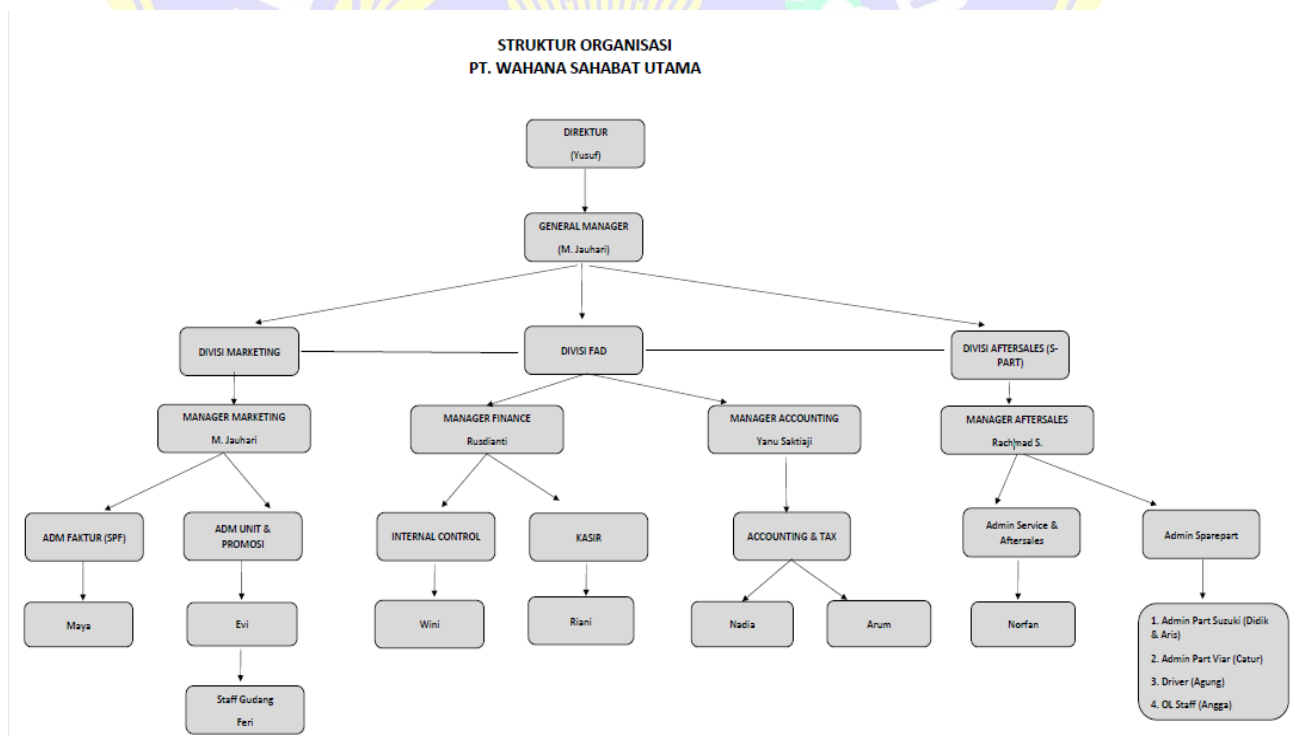 STRUKTUR ORGANISASI
PT. WAHANA SAHABAT UTAMA
DIREKTUR
(Yusuf)
GENERAL MANAGER
(M. Jauhari)
DIVISI MARKETING
DIVISI FAD
DIVISI AFTERSALES (S-
PART)
MANAGER MARKETING
M. Jauhari
MANAGER FINANCE
Rusdianti
MANAGER ACCOUNTING
Yanu Saktiaji
MANAGER AFTERSALES
Rachmad S.
ADM FAKTUR (SPF)
ADM UNIT &
PROMOSI
INTERNAL CONTROL
KASIR
ACCOUNTING & TAX
Admin Service &
Aftersales
Admin Sparepart
Maya
Evi
Wini
Riani
Nadia
Arum
Norfan
1. Admin Part Suzuki (Didik
& Aris)
2. Admin Part Viar (Catur)
3. Driver (Agung)
4. OL Staff (Angga)
Staff Gudang
Feri